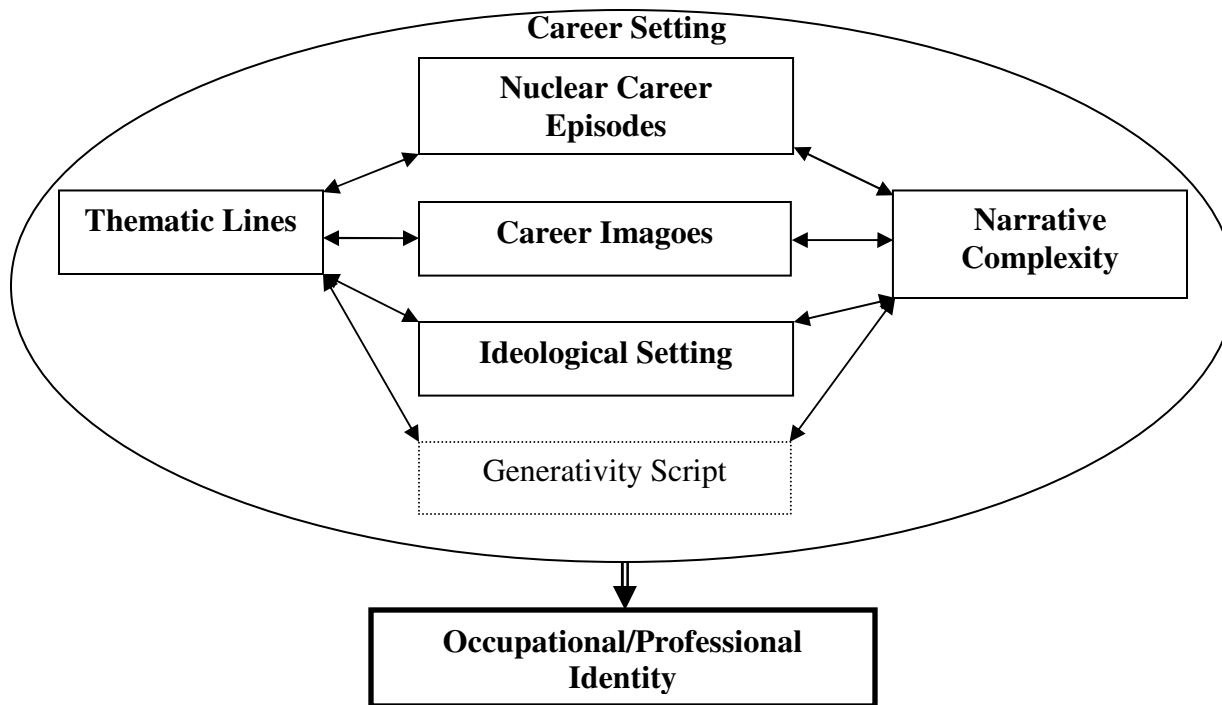 Career Setting
Nuclear Career
Episodes
Thematic Lines
Career Imagoes
Narrative
Complexity
Ideological Setting
Generativity Script
Occupational/Professional
Identity